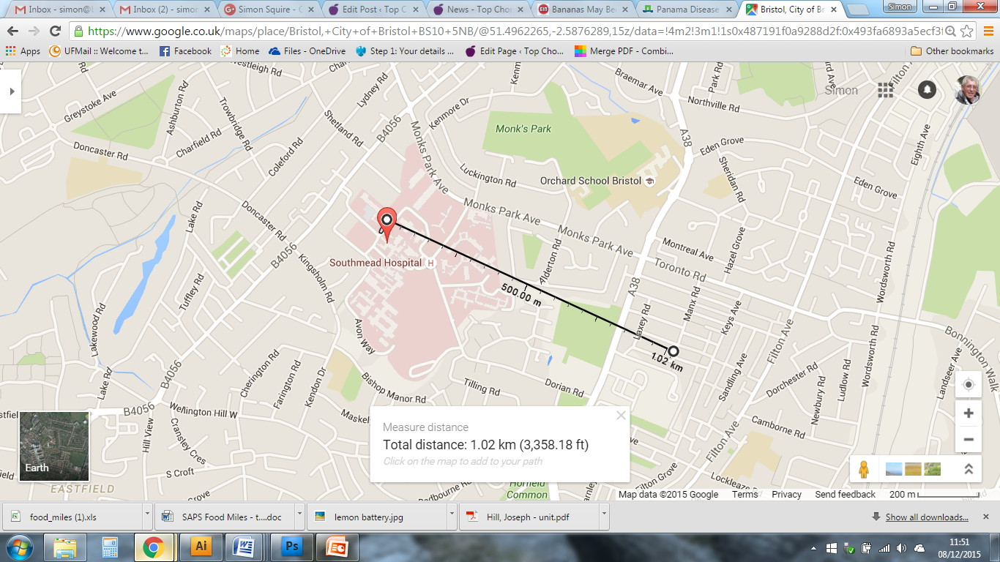 Inbox - simon@
Inbox (2) - simon
Simon Squire - G
Edit Post ‹ Top C
News - Top Cho
Bananas May Be
Panama Disease
Bristol, City of Br
Simon
https://www.google.co.uk/maps/place/Bristol,+City+of+Bristol+BS10+5NB/@51.4962265,-2.5876289,15z/data=!4m2!3m1!1s0x487191f0a9288d2f:0x493fa6893a5ecf3
Apps
UFMail :: Welcome t...
Facebook
Home
Files - OneDrive
Step 1: Your details ...
Edit Page ‹ Top Cho...
Merge PDF - Combi...
Other bookmarks
Westleigh Rd
Greystoke Ave
Ashburton Rd
Trowbridge Rd
Lydney Rd
Charfield Rd
Doncaster Rd
Shetland Rd
B4056
Coleford Rd
Monks Park Ave
Kenmore Dr
Monk's Park
Braemar Ave
Park Rd
Northville Rd
Filton Ave
Simon
A38
Eden Grove
Eighth Ave
Luckington Rd
Orchard School Bristol
Sheridan Rd
Eden Grove
Lake Rd
Doncaster Rd
Monks Park Ave
Monks Park Ave
Montreal Ave
Hazel Grove
B4056
Southmead Hospital
H
Kingsholm Rd
Alderton Rd
Toronto Rd
Wordsworth Rd
Tuffley Rd
500.00 m
A38
Laxey Rd
Manx Rd
Keys Ave
Lakewood Rd
Avon Way
1.02 km
Filton Ave
Bonnington Walk
Wordsworth Rd
Lake Rd
B4056
Cherington Rd
Farington Rd
Kendon Dr
Bishop Manor Rd
Tilling Rd
Dorian Rd
Sandling Ave
Dorchester Rd
Newbury Rd
Ludlow Rd
Landseer Ave
B4056
Wellington Hill W
Hill View
Cransley Cres
Camborne Rd
Filton Ave
Measure distance
Total distance: 1.02 km (3,358.18 ft)
Click on the map to add to your path
Earth
EASTFIELD
S Croft
Filton Grove
Lockleaze
Horfield
Common
Map data ©2015 Google
Terms
Privacy
Send feedback
200 m
food_miles (1).xls
SAPS Food Miles - t....doc
lemon battery.jpg
Hill, Joseph - unit.pdf
Show all downloads...
Ai
Ps
11:51
08/12/2015